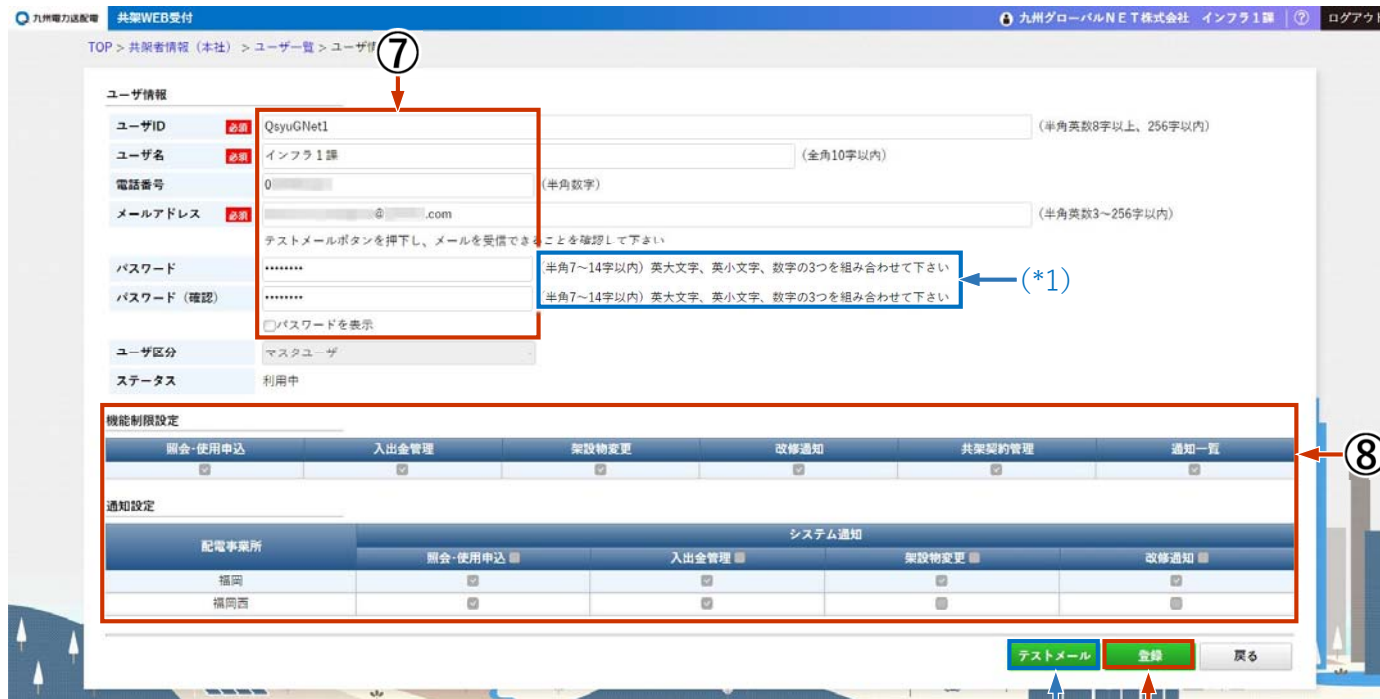 九州電力送配電 共架WEB受付 九州グローバルNET株式会社 インフラ1課 ? ログアウト
TOP > 共架者情報（本社） > ユーザ一覧 > ユーザ情
⑦
ユーザ情報
ユーザID 必須 QsyuGNet1 (半角英数8字以上、256字以内)
ユーザ名 必須 インフラ１課 (全角10字以内)
電話番号 0 (半角数字)
メールアドレス 必須 @ .com (半角英数3～256字以内)
テストメールボタンを押下し、メールを受信できることを確認して下さい
パスワード •••••••• (半角7～14字以内) 英大文字、英小文字、数字の3つを組み合わせて下さい
(*1)
パスワード（確認） •••••••• (半角7～14字以内) 英大文字、英小文字、数字の3つを組み合わせて下さい
パスワードを表示
ユーザ区分 マスタユーザ
ステータス 利用中
機能制限設定
照会・使用申込 入出金管理 架設物変更 改修通知 共架契約管理 通知一覧
⑧
通知設定
配電事業所 システム通知
照会・使用申込 入出金管理 架設物変更 改修通知
福岡
福岡西
テストメール 登録 戻る